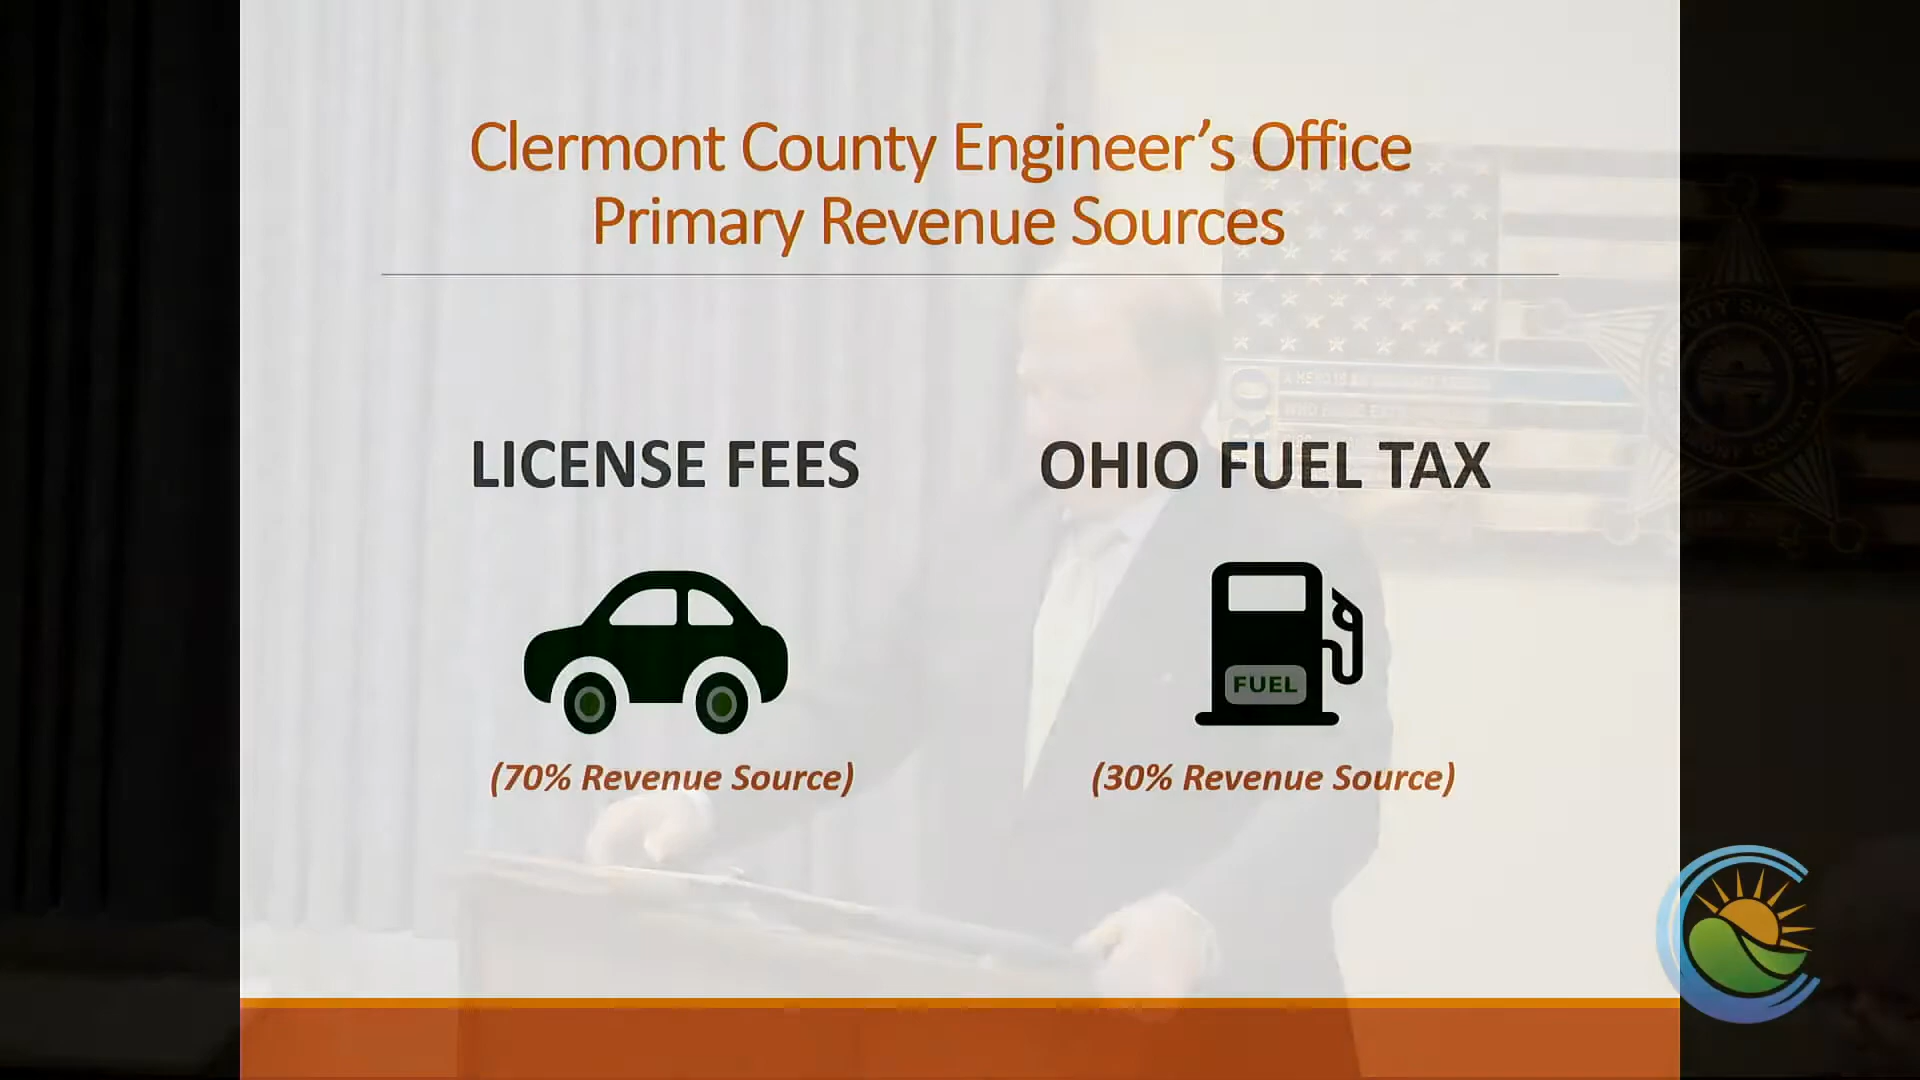 Clermont County Engineer's Office
Primary Revenue Sources
LICENSE FEES
OHIO FUEL TAX
FUEL
(70% Revenue Source)
(30% Revenue Source)